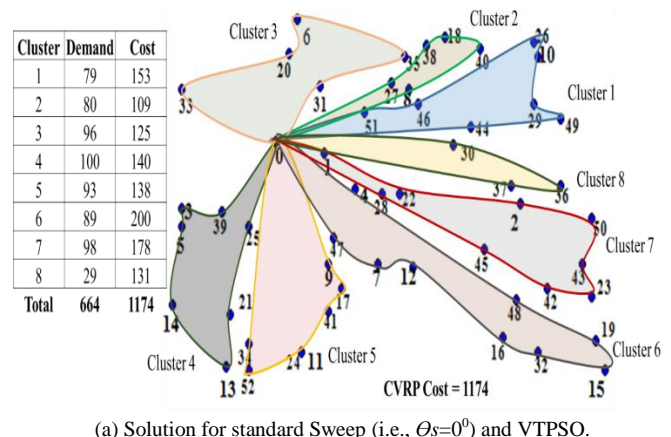 Cluster Demand Cost
1 79 153
2 80 109
3 96 125
4 100 140
5 93 138
6 89 200
7 98 178
8 29 131
Total 664 1174
6
Cluster 3
20
33
31
35
38
18
Cluster 2
40
27
8
26
10
51
46
Cluster 1
44
29
49
0
1
30
37
36
Cluster 8
4
28
22
2
50
Cluster 7
45
43
42
23
3
5
39
25
47
7
12
9
17
41
48
19
14
21
16
32
15
Cluster 6
Cluster 4
13
52
24
11
Cluster 5
CVRP Cost = 1174
(a) Solution for standard Sweep (i.e., ϴs=0⁰) and VTPSO.